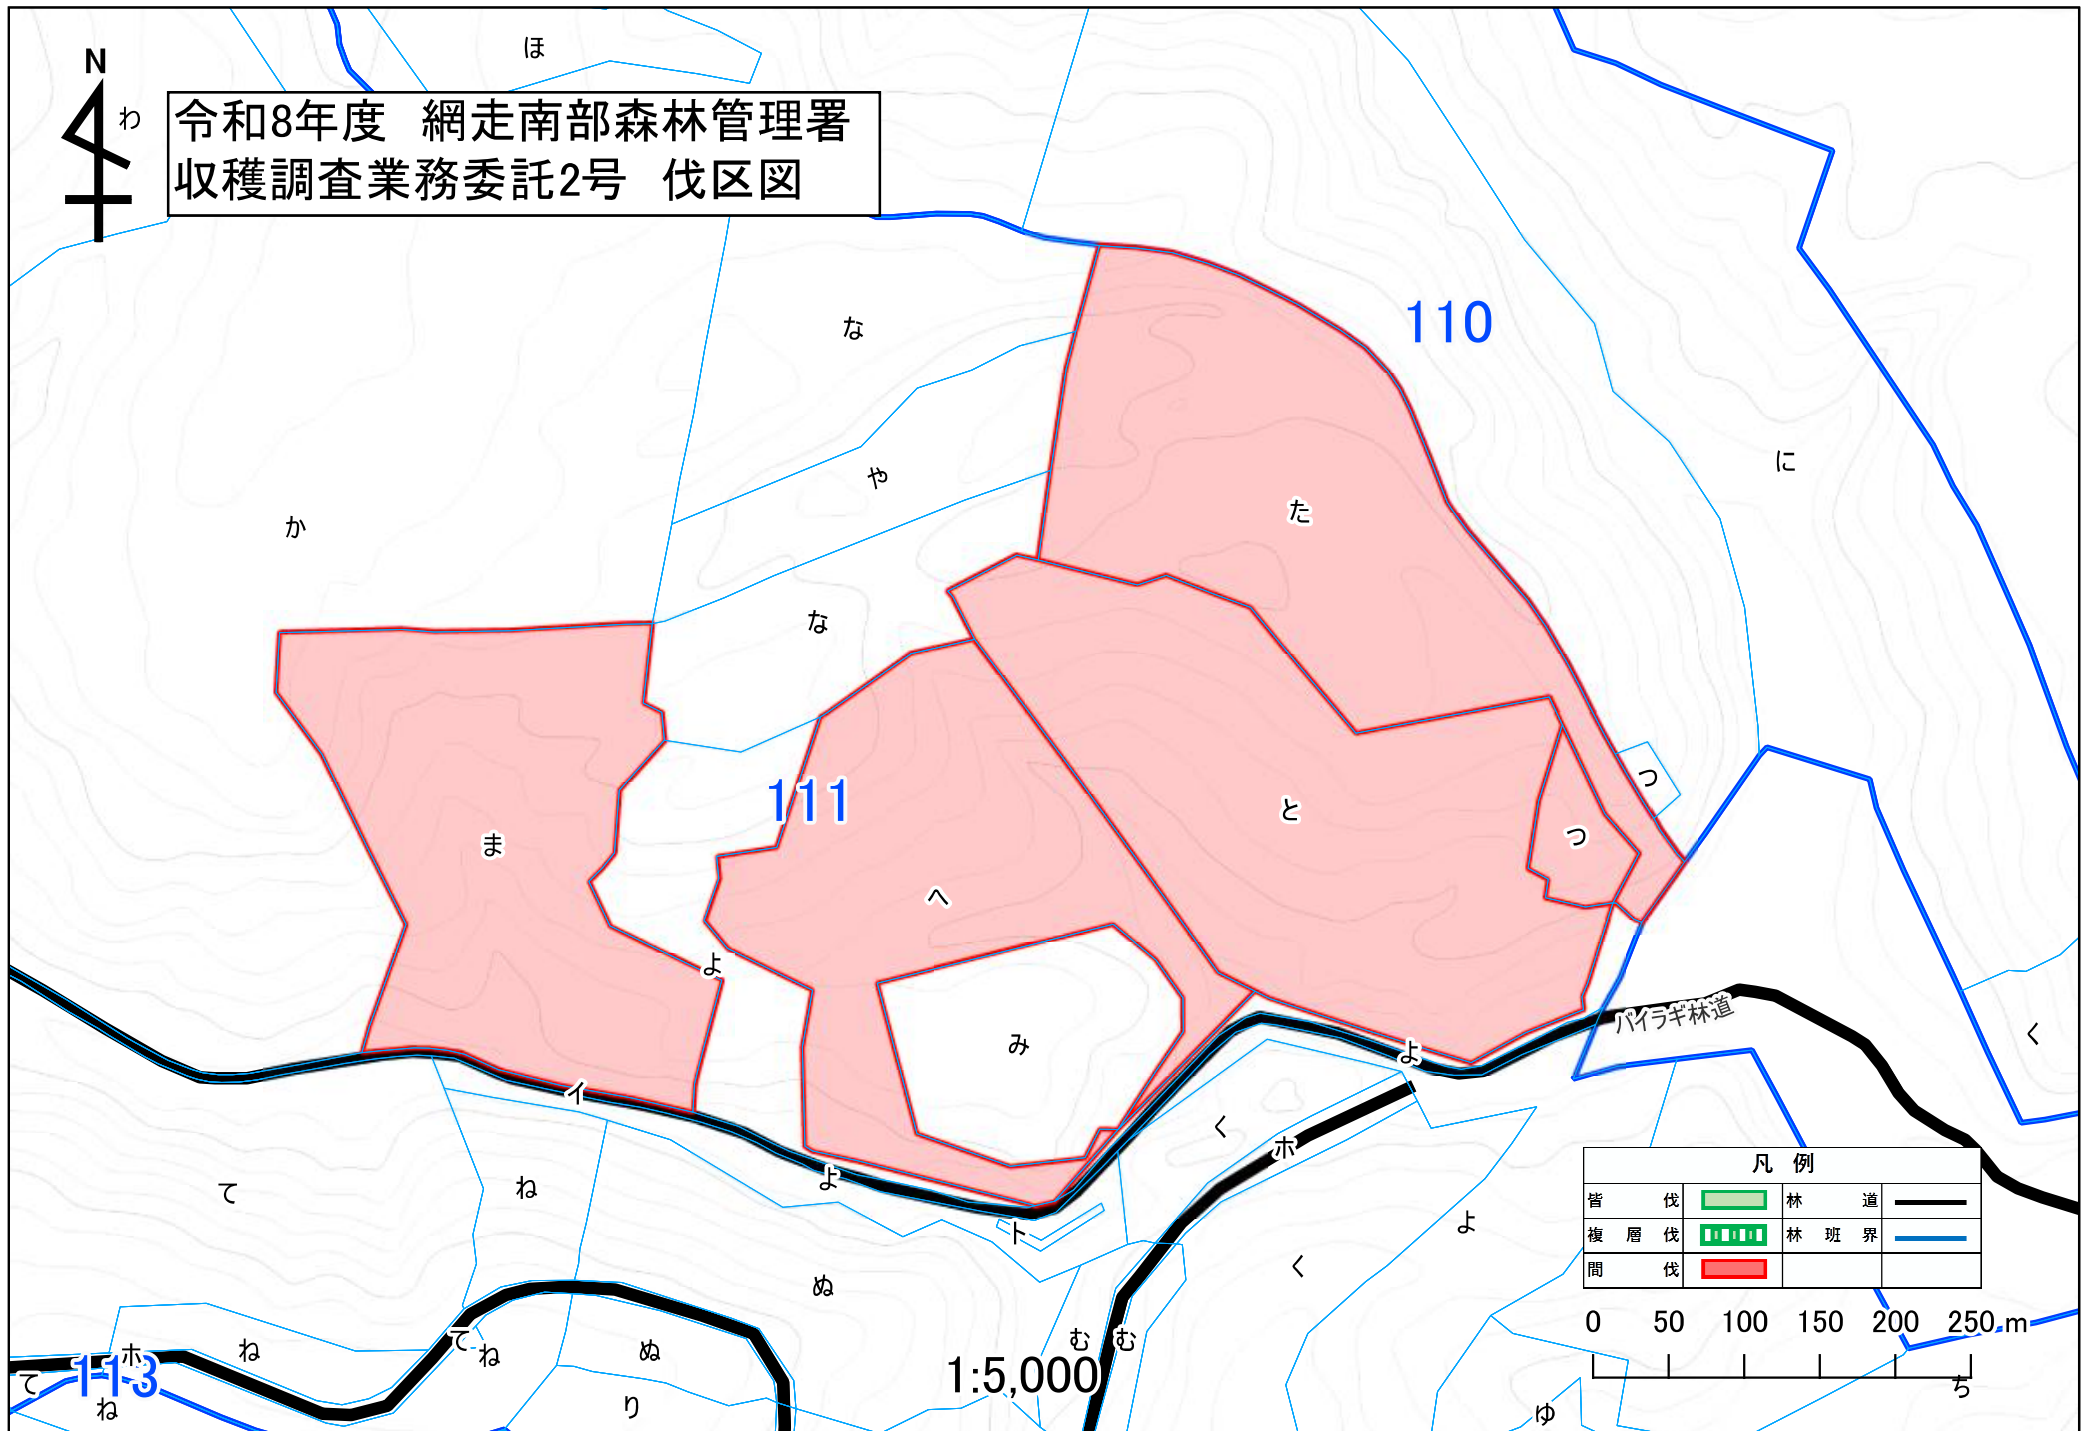 ほ
N
わ
令和8年度　網走南部森林管理署
収穫調査業務委託2号　伐区図
な
110
に
や
た
か
な
つ
111
と
つ
ま
へ
よ
バイラギ林道
く
み
よ
イ
く
ホ
よ
て
ね
ト
よ
く
ぬ
凡　例
皆　伐　林　道
複層伐　林班界
間　伐
0　50　100　150　200　250 m
む　む
ホ　ね　て　ね　ぬ
て　113　1:5,000　ち
ね　り　ゆ